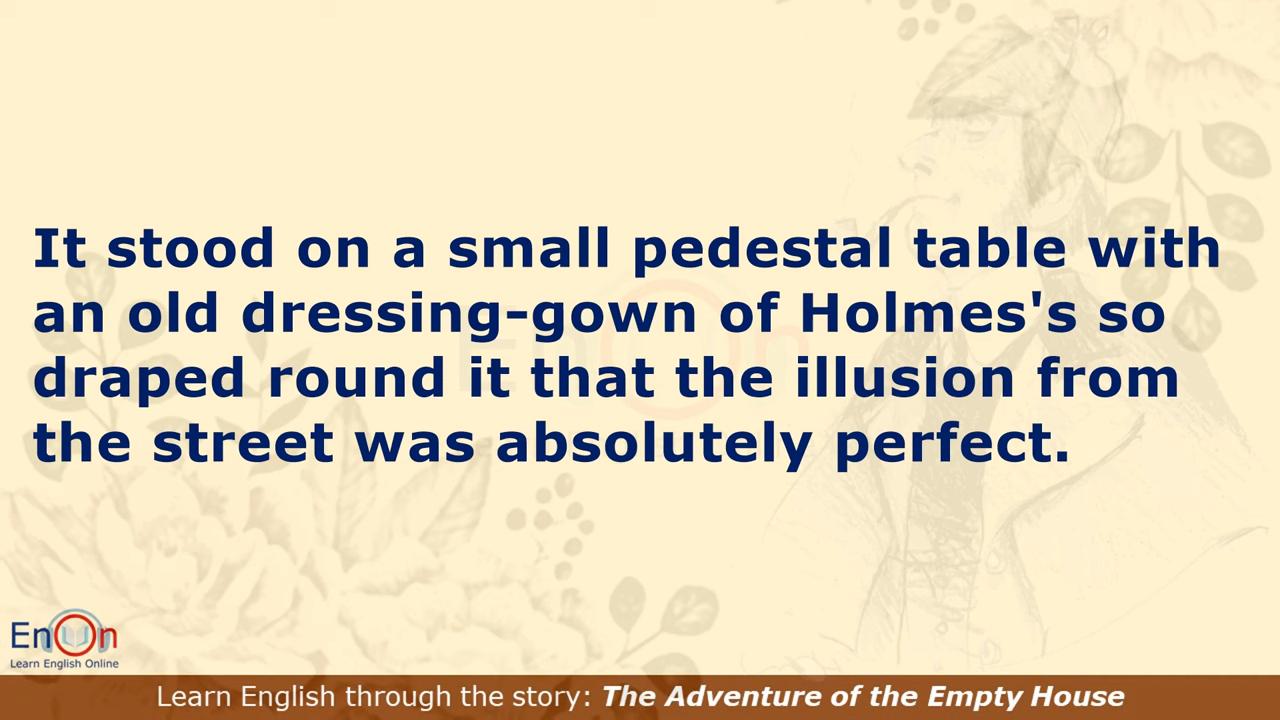 It stood on a small pedestal table with
an old dressing-gown of Holmes's so
draped round it that the illusion from
the street was absolutely perfect.
EnOn
Learn English Online
Learn English through the story: The Adventure of the Empty House